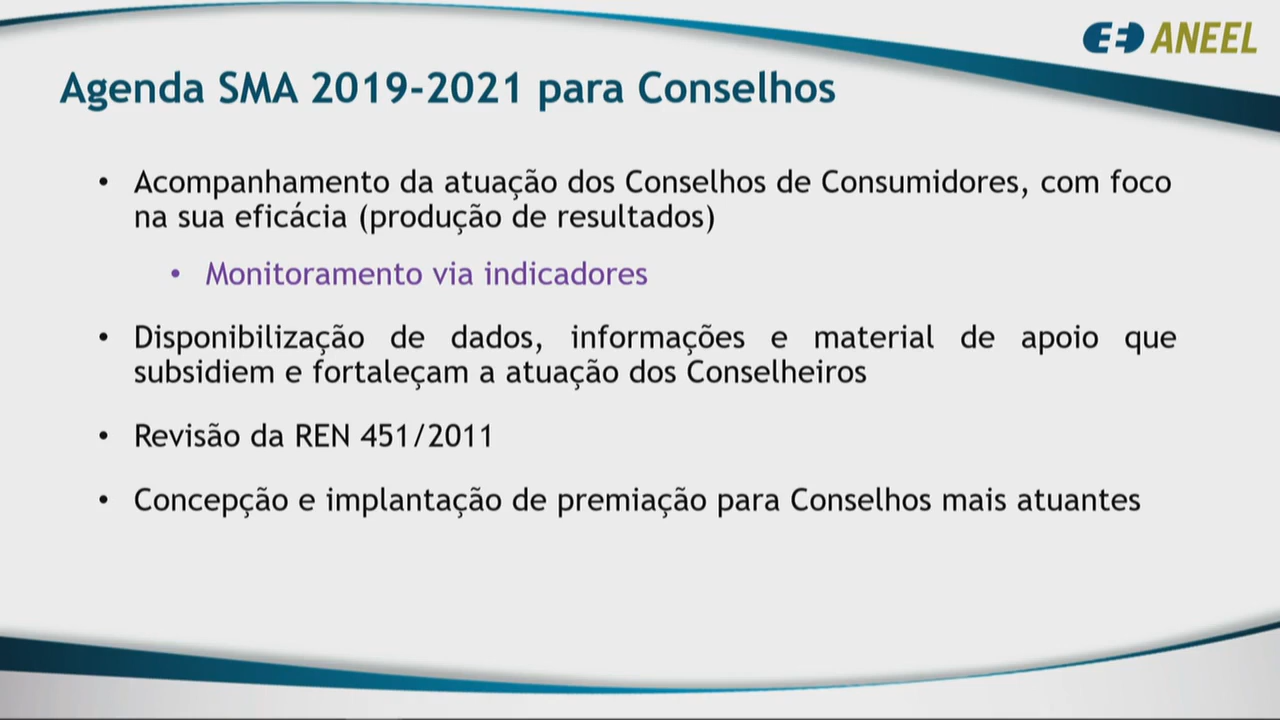 ANEEL
Agenda SMA 2019-2021 para Conselhos
• Acompanhamento da atuação dos Conselhos de Consumidores, com foco
na sua eficácia (produção de resultados)
• Monitoramento via indicadores
• Disponibilização de dados, informações e material de apoio que
subsidiem e fortaleçam a atuação dos Conselheiros
• Revisão da REN 451/2011
• Concepção e implantação de premiação para Conselhos mais atuantes